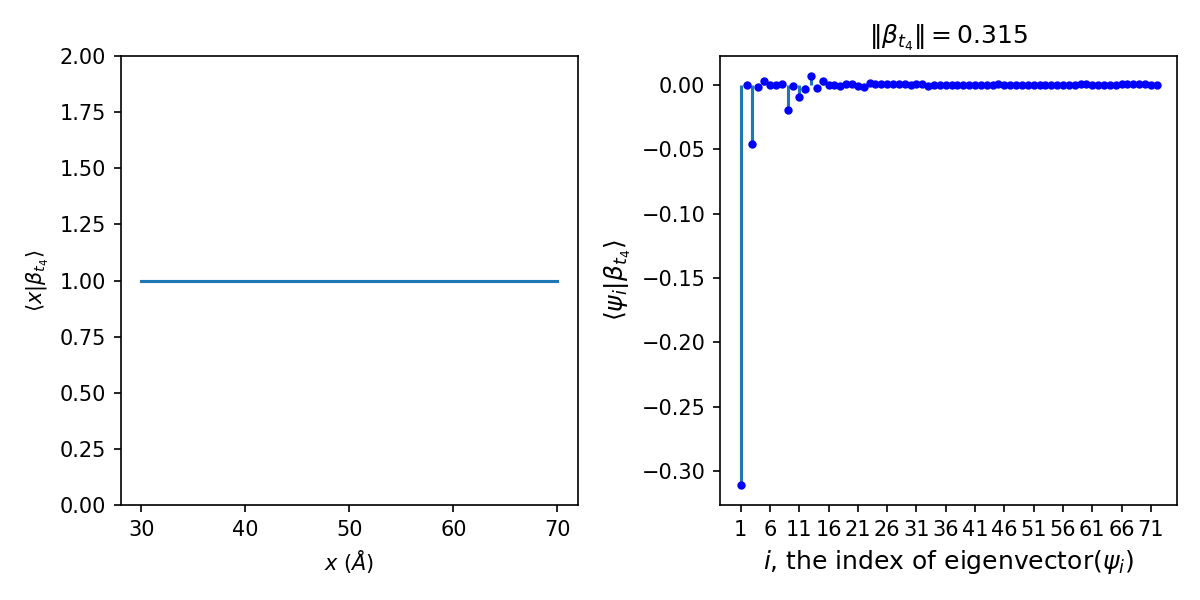 2.00
1.75
1.50
1.25
1.00
0.75
0.50
0.25
0.00
⟨x|β_{t_4}⟩
30 40 50 60 70
x (Å)
‖β_{t_4}‖ = 0.315
0.00
−0.05
−0.10
−0.15
−0.20
−0.25
−0.30
⟨ψ_i|β_{t_4}⟩
1 6 11 16 21 26 31 36 41 46 51 56 61 66 71
i, the index of eigenvector(ψ_i)